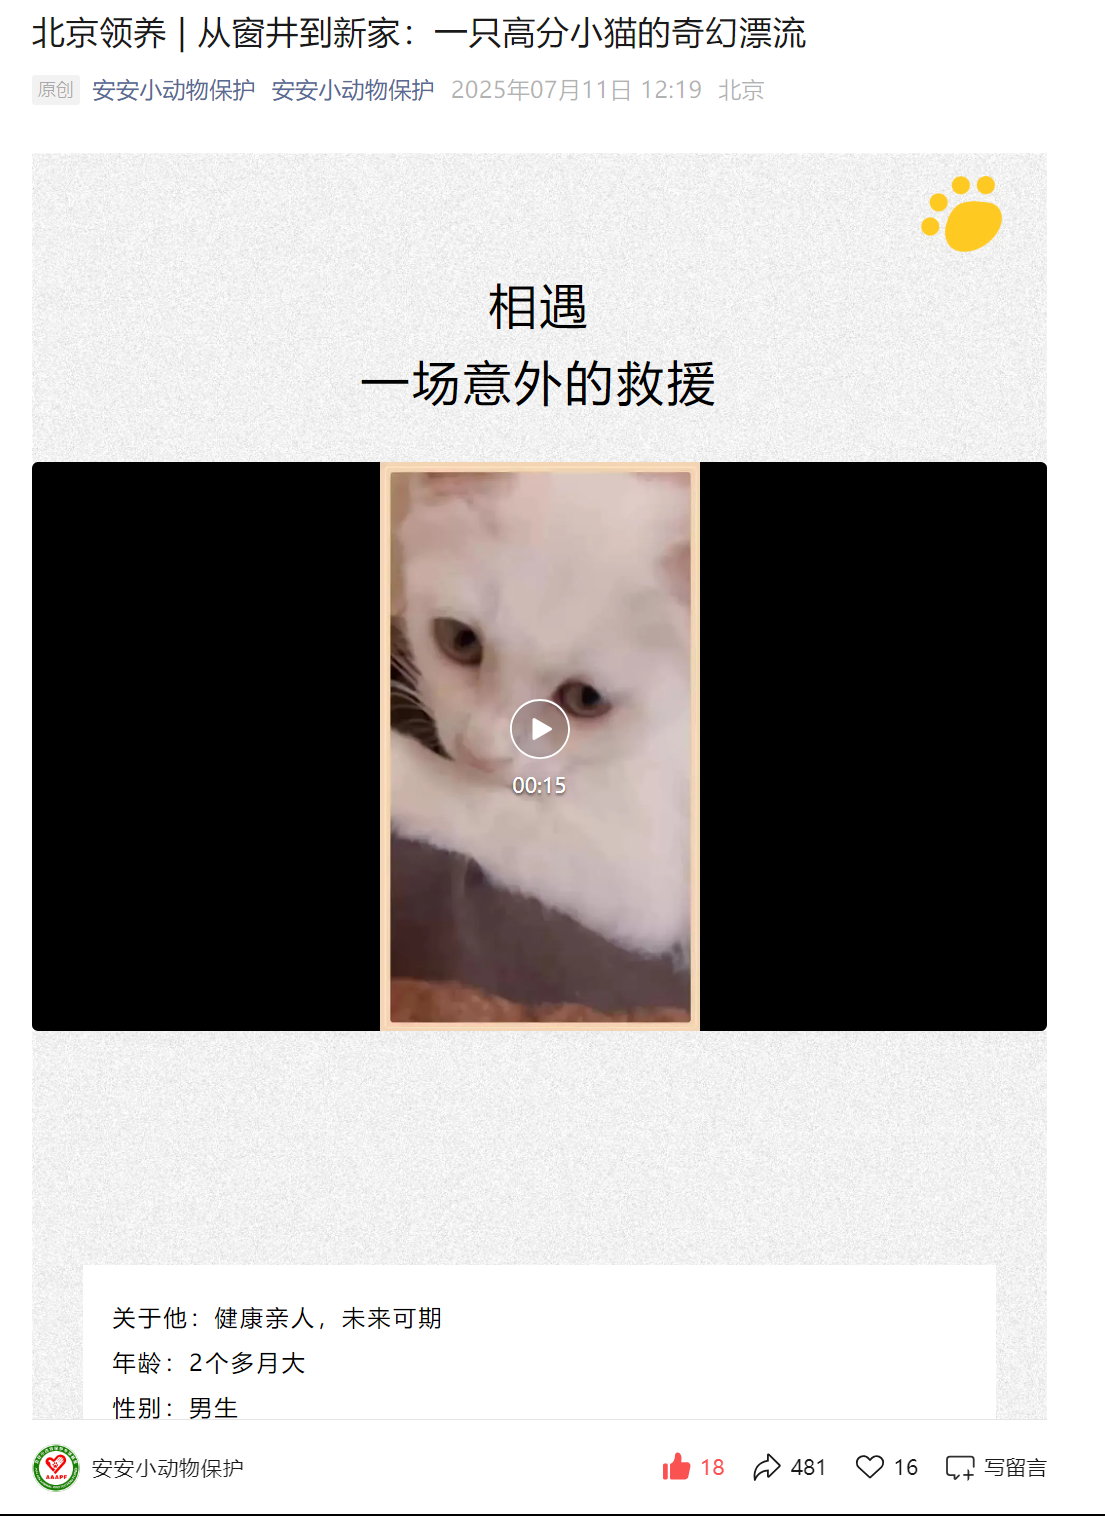 北京领养 | 从窗井到新家：一只高分小猫的奇幻漂流
原创 安安小动物保护 安安小动物保护 2025年07月11日 12:19 北京
相遇
一场意外的救援
00:15
关于他：健康亲人，未来可期
年龄：2个多月大
性别：男生
AAAPF
安安小动物保护 18 481 16 写留言